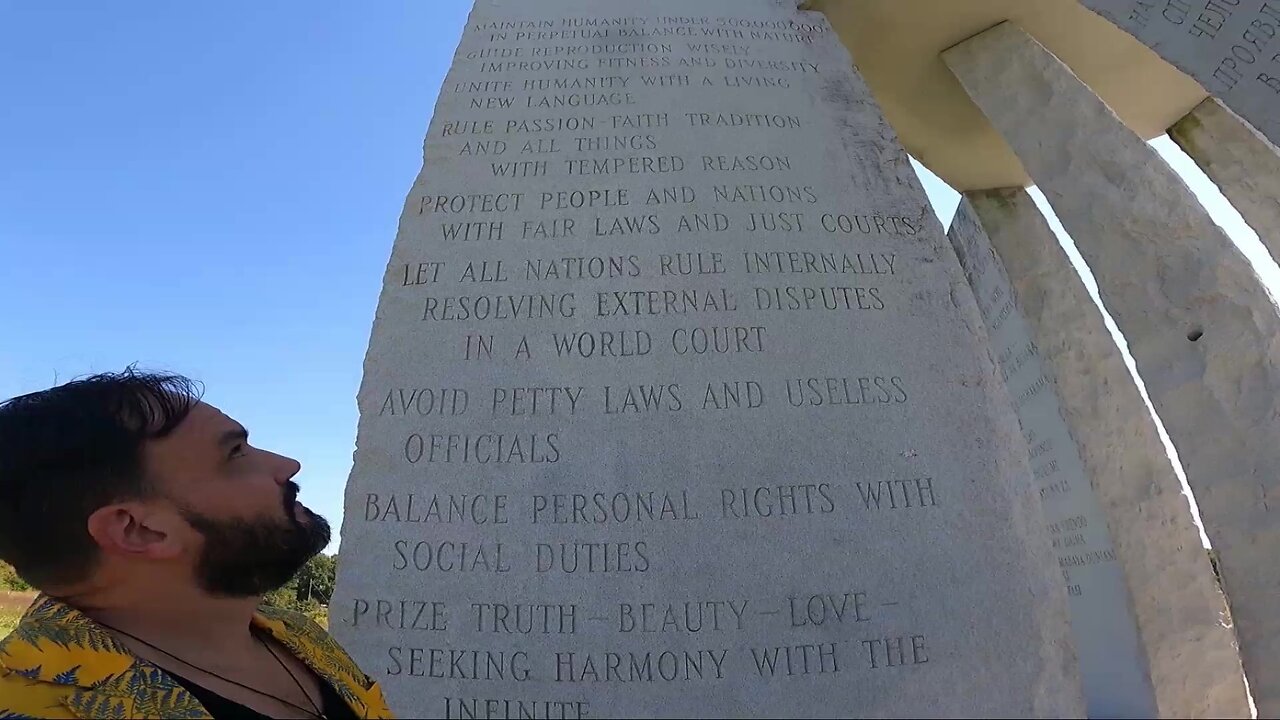 MAINTAIN HUMANITY UNDER 500,000,000
IN PERPETUAL BALANCE WITH NATURE
GUIDE REPRODUCTION WISELY-
IMPROVING FITNESS AND DIVERSITY
UNITE HUMANITY WITH A LIVING
NEW LANGUAGE
RULE PASSION-FAITH TRADITION
AND ALL THINGS
WITH TEMPERED REASON
PROTECT PEOPLE AND NATIONS
WITH FAIR LAWS AND JUST COURTS
LET ALL NATIONS RULE INTERNALLY
RESOLVING EXTERNAL DISPUTES
IN A WORLD COURT
AVOID PETTY LAWS AND USELESS
OFFICIALS
BALANCE PERSONAL RIGHTS WITH
SOCIAL DUTIES
PRIZE TRUTH-BEAUTY-LOVE-
SEEKING HARMONY WITH THE
INFINITE